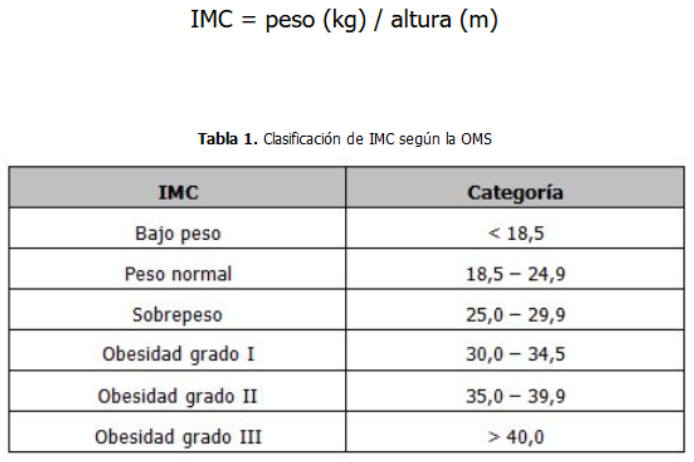 IMC = peso (kg) / altura (m)
Tabla 1. Clasificación de IMC según la OMS
IMC Categoría
Bajo peso < 18,5
Peso normal 18,5 – 24,9
Sobrepeso 25,0 – 29,9
Obesidad grado I 30,0 – 34,5
Obesidad grado II 35,0 – 39,9
Obesidad grado III > 40,0